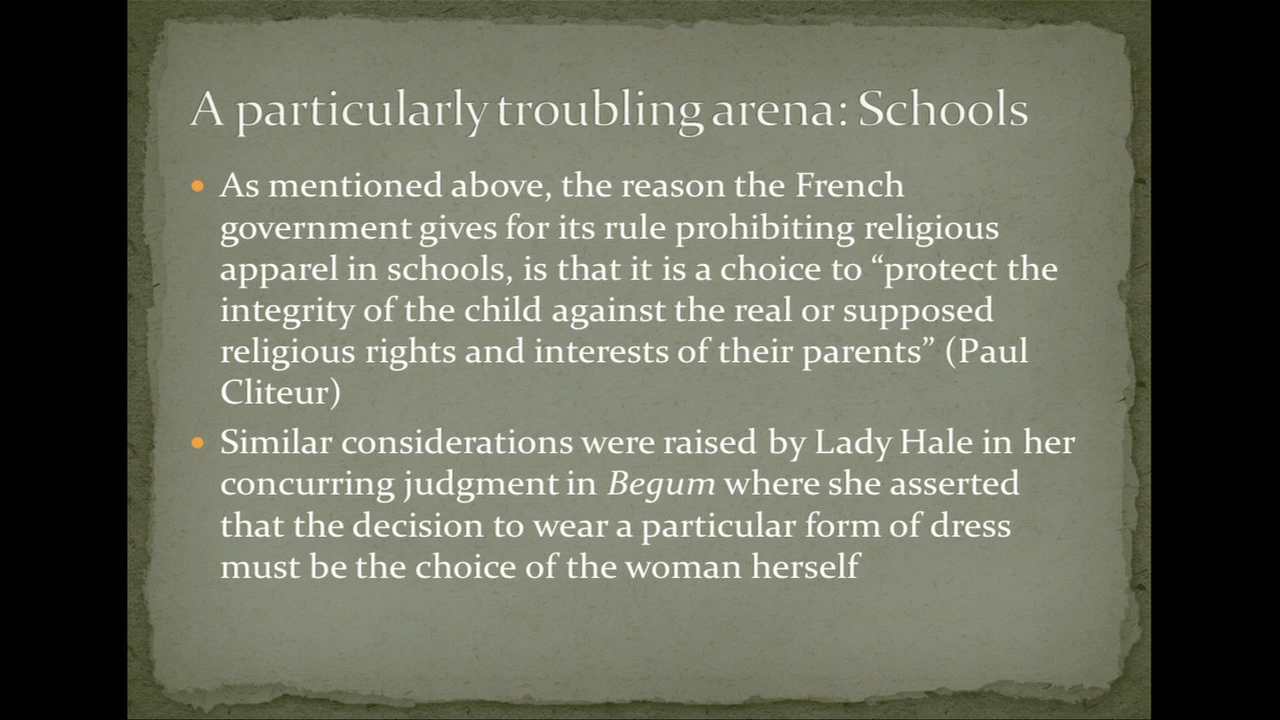 A particularly troubling arena: Schools
• As mentioned above, the reason the French
government gives for its rule prohibiting religious
apparel in schools, is that it is a choice to “protect the
integrity of the child against the real or supposed
religious rights and interests of their parents” (Paul
Cliteur)
• Similar considerations were raised by Lady Hale in her
concurring judgment in Begum where she asserted
that the decision to wear a particular form of dress
must be the choice of the woman herself